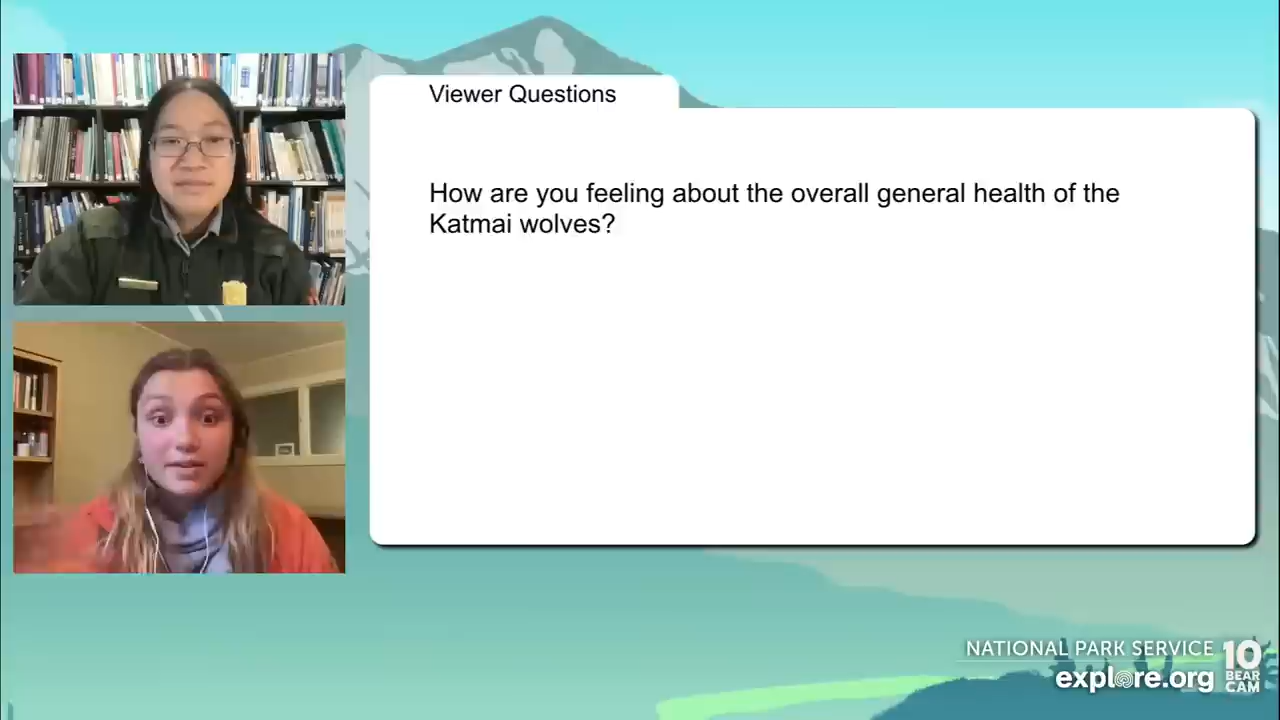 Viewer Questions
How are you feeling about the overall general health of the
Katmai wolves?
NATIONAL PARK SERVICE
explore.org
10
BEAR
CAM